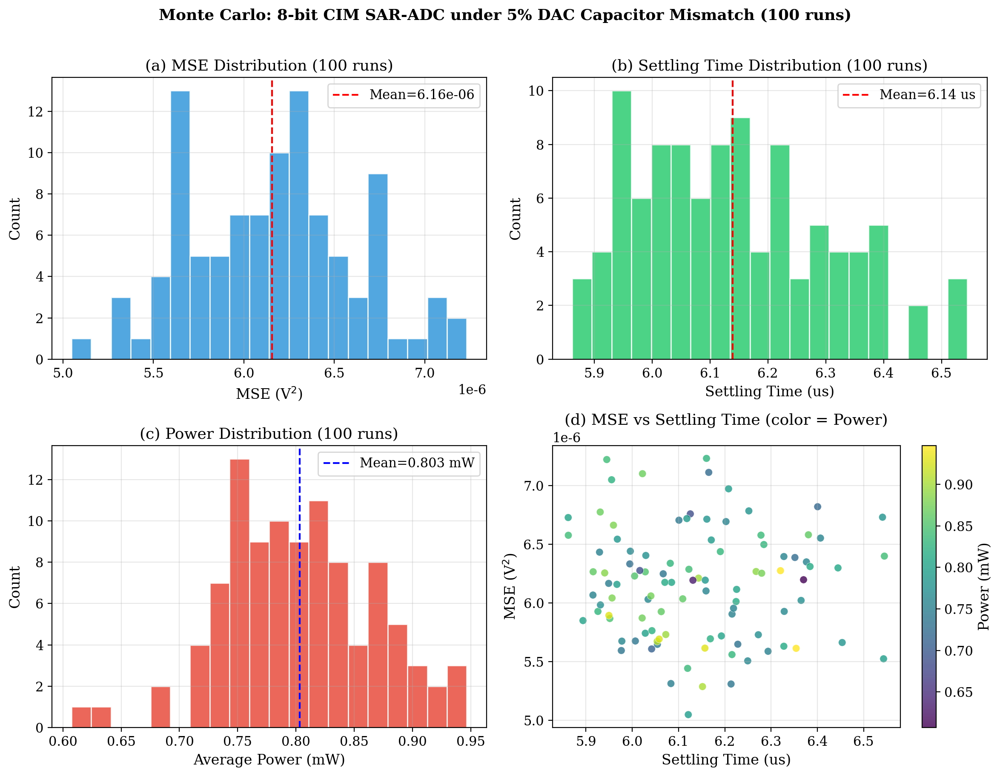 Monte Carlo: 8-bit CIM SAR-ADC under 5% DAC Capacitor Mismatch (100 runs)
(a) MSE Distribution (100 runs)
Mean=6.16e-06
Count
12
10
8
6
4
2
0
5.0 5.5 6.0 6.5 7.0
1e-6
MSE (V²)
(b) Settling Time Distribution (100 runs)
Mean=6.14 us
Count
10
8
6
4
2
0
5.9 6.0 6.1 6.2 6.3 6.4 6.5
Settling Time (us)
(c) Power Distribution (100 runs)
Mean=0.803 mW
Count
12
10
8
6
4
2
0
0.60 0.65 0.70 0.75 0.80 0.85 0.90 0.95
Average Power (mW)
(d) MSE vs Settling Time (color = Power)
1e-6
MSE (V²)
7.0
6.5
6.0
5.5
5.0
5.9 6.0 6.1 6.2 6.3 6.4 6.5
Settling Time (us)
0.90
0.85
0.80
0.75
0.70
0.65
Power (mW)